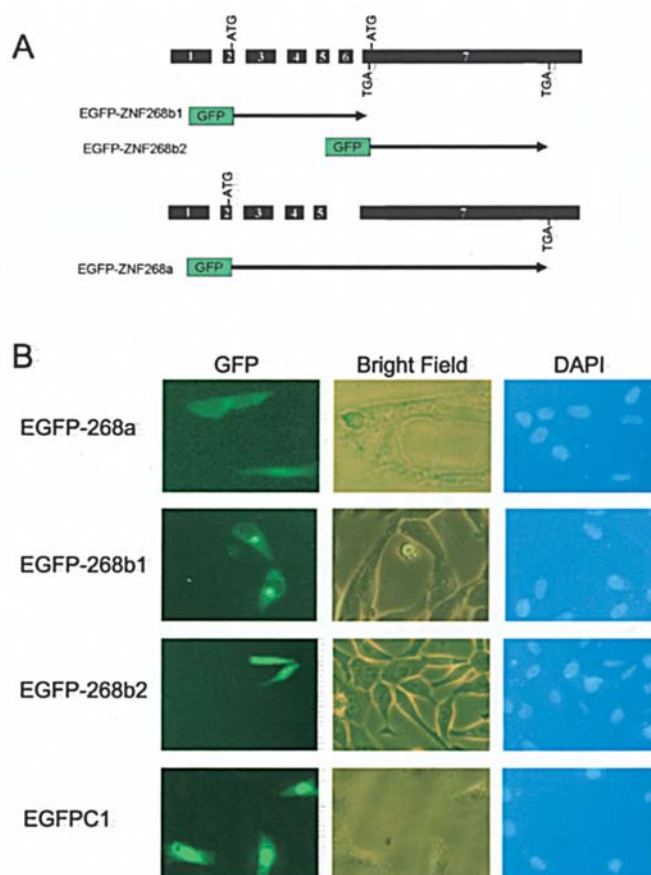 A
ATG
ATG
1 2 3 4 5 6 7
TGA
TGA
EGFP-ZNF268b1
GFP
EGFP-ZNF268b2
GFP
ATG
1 2 3 4 5 7
TGA
EGFP-ZNF268a
GFP
B
GFP Bright Field DAPI
EGFP-268a
EGFP-268b1
EGFP-268b2
EGFPC1